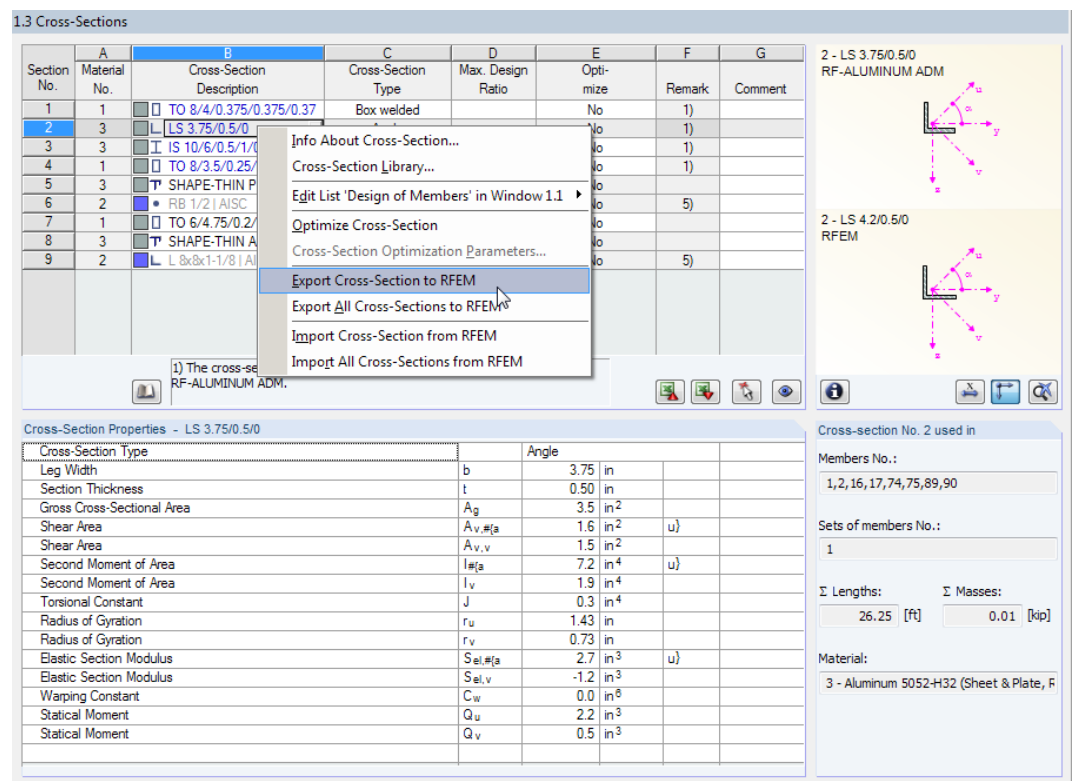 1.3 Cross-Sections
A B C D E F G
Section No. Material No. Cross-Section Description Cross-Section Type Max. Design Ratio Opti-mize Remark Comment
1 1 TO 8/4/0.375/0.375/0.37 Box welded No 1)
2 3 LS 3.75/0.5/0 No 1)
3 3 IS 10/6/0.5/1/ No 1)
4 1 TO 8/3.5/0.25/ No 1)
5 3 SHAPE-THIN P No
6 2 RB 1/2 | AISC No 5)
7 1 TO 6/4.75/0.2/ No
8 3 SHAPE-THIN A No
9 2 L 8x8x1-1/8 | AI No 5)
Info About Cross-Section...
Cross-Section Library...
Edit List 'Design of Members' in Window 1.1
Optimize Cross-Section
Cross-Section Optimization Parameters...
Export Cross-Section to RFEM
Export All Cross-Sections to RFEM
Import Cross-Section from RFEM
Import All Cross-Sections from RFEM
1) The cross-se
RF-ALUMINUM ADM.
2 - LS 3.75/0.5/0
RF-ALUMINUM ADM
u
α
y
v
z
2 - LS 4.2/0.5/0
RFEM
u
α
y
v
z
Cross-Section Properties - LS 3.75/0.5/0
Cross-Section Type Angle
Leg Width b 3.75 in
Section Thickness t 0.50 in
Gross Cross-Sectional Area Ag 3.5 in2
Shear Area Av,#{a 1.6 in2 u}
Shear Area Av,v 1.5 in2
Second Moment of Area I#{a 7.2 in4 u}
Second Moment of Area Iv 1.9 in4
Torsional Constant J 0.3 in4
Radius of Gyration ru 1.43 in
Radius of Gyration rv 0.73 in
Elastic Section Modulus Sel,#{a 2.7 in3 u}
Elastic Section Modulus Sel,v -1.2 in3
Warping Constant Cw 0.0 in6
Statical Moment Qu 2.2 in3
Statical Moment Qv 0.5 in3
Cross-section No. 2 used in
Members No.:
1,2,16,17,74,75,89,90
Sets of members No.:
1
Σ Lengths: Σ Masses:
26.25 [ft] 0.01 [kip]
Material:
3 - Aluminum 5052-H32 (Sheet & Plate, R